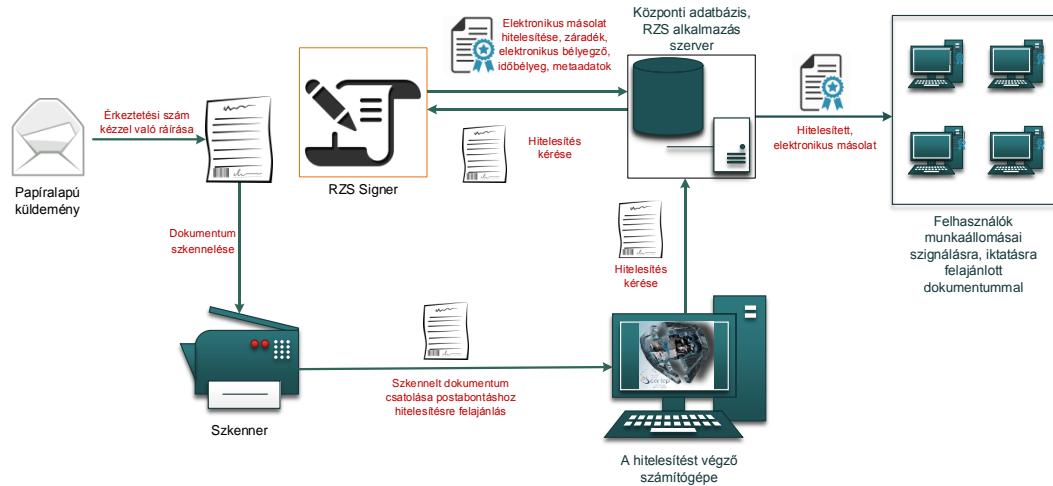 Érkeztetési szám
kézzel való ráírása
Papíralapú
küldemény
Elektronikus másolat
hitelesítése, záradék,
elektronikus bélyegző,
időbélyeg, metaadatok
RZS Signer
Hitelesítés
kérése
Központi adatbázis,
RZS alkalmazás
szerver
Hitelesített,
elektronikus másolat
Felhasználók
munkaállomásai
szignálásra, iktatásra
felajánlott
dokumentummal
Dokumentum
szkennelése
Szkenner
Szkennelt dokumentum
csatolása postabontáshoz
hitelesítésre felajánlás
Hitelesítés
kérése
A hitelesítést végző
számítógépe